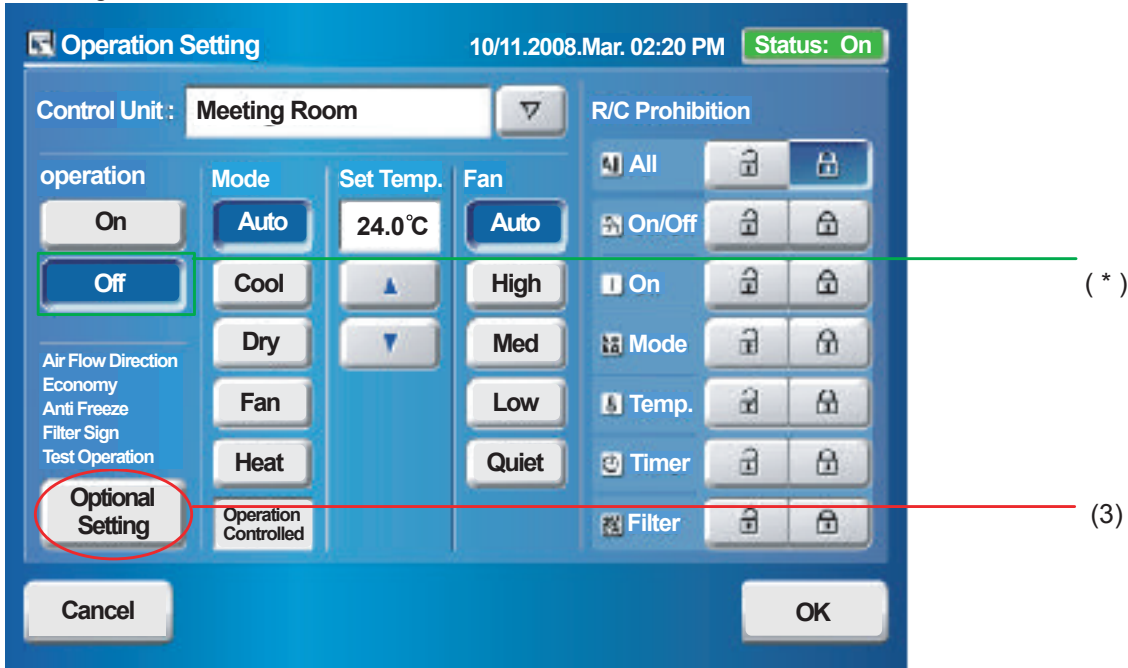 Operation Setting 10/11.2008.Mar. 02:20 PM Status: On
Control Unit : Meeting Room
operation
On
Off
Air Flow Direction
Economy
Anti Freeze
Filter Sign
Test Operation
Optional
Setting
Mode
Auto
Cool
Dry
Fan
Heat
Operation
Controlled
Set Temp.
24.0°C
Fan
Auto
High
Med
Low
Quiet
R/C Prohibition
All
On/Off
On
Mode
Temp.
Timer
Filter
( * )
(3)
Cancel
OK